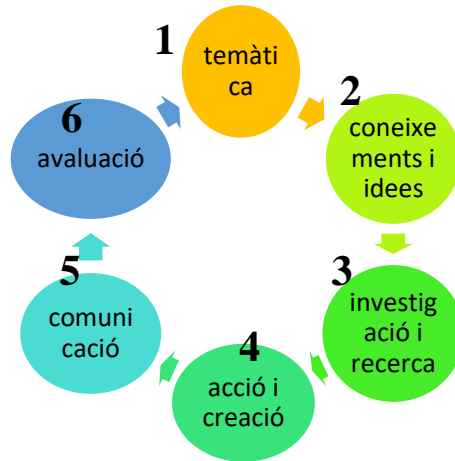 1
temàti
ca
2
coneixe
ments i
idees
3
investig
ació i
recerca
4
acció i
creació
5
comuni
cació
6
avaluació